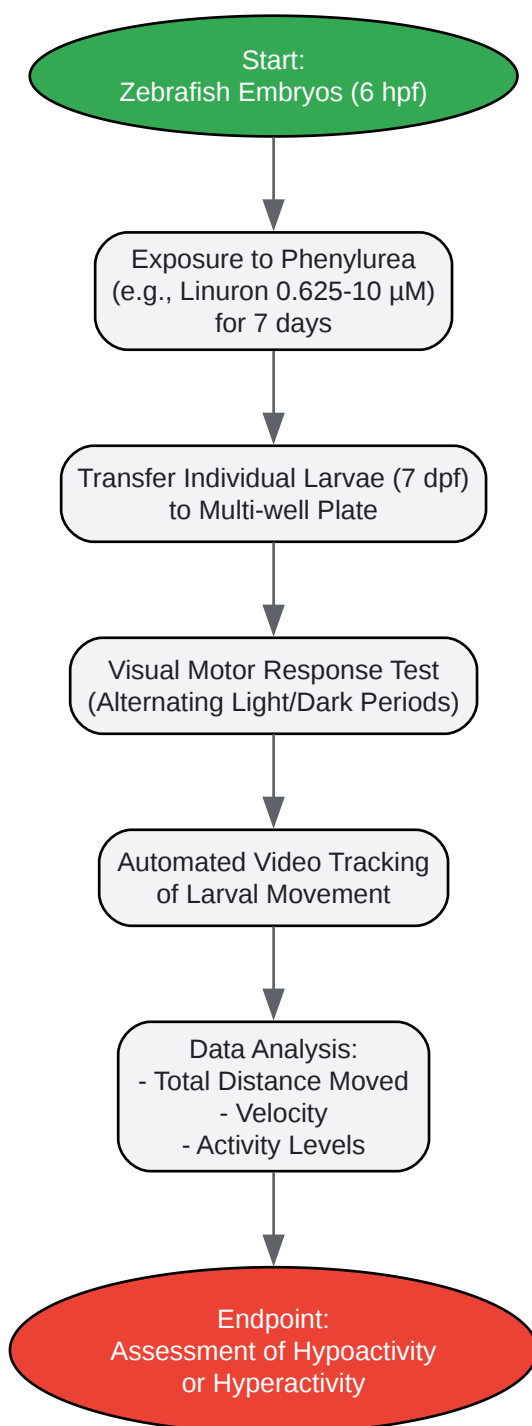 Start:
Zebrafish Embryos (6 hpf)
Exposure to Phenylurea
(e.g., Linuron 0.625-10 µM)
for 7 days
Transfer Individual Larvae (7 dpf)
to Multi-well Plate
Visual Motor Response Test
(Alternating Light/Dark Periods)
Automated Video Tracking
of Larval Movement
Data Analysis:
- Total Distance Moved
- Velocity
- Activity Levels
Endpoint:
Assessment of Hypoactivity
or Hyperactivity